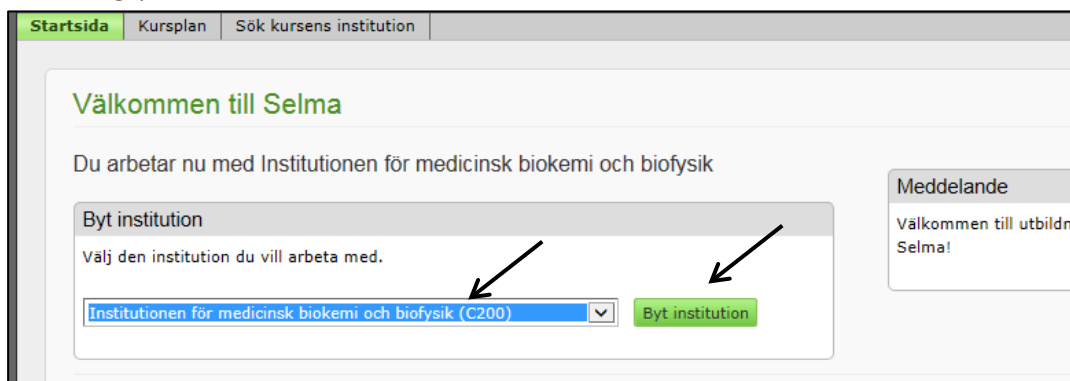 Startsida Kursplan Sök kursens institution
Välkommen till Selma
Du arbetar nu med Institutionen för medicinsk biokemi och biofysik
Byt institution
Välj den institution du vill arbeta med.
Institutionen för medicinsk biokemi och biofysik (C200) Byt institution
Meddelande
Välkommen till
Selma!